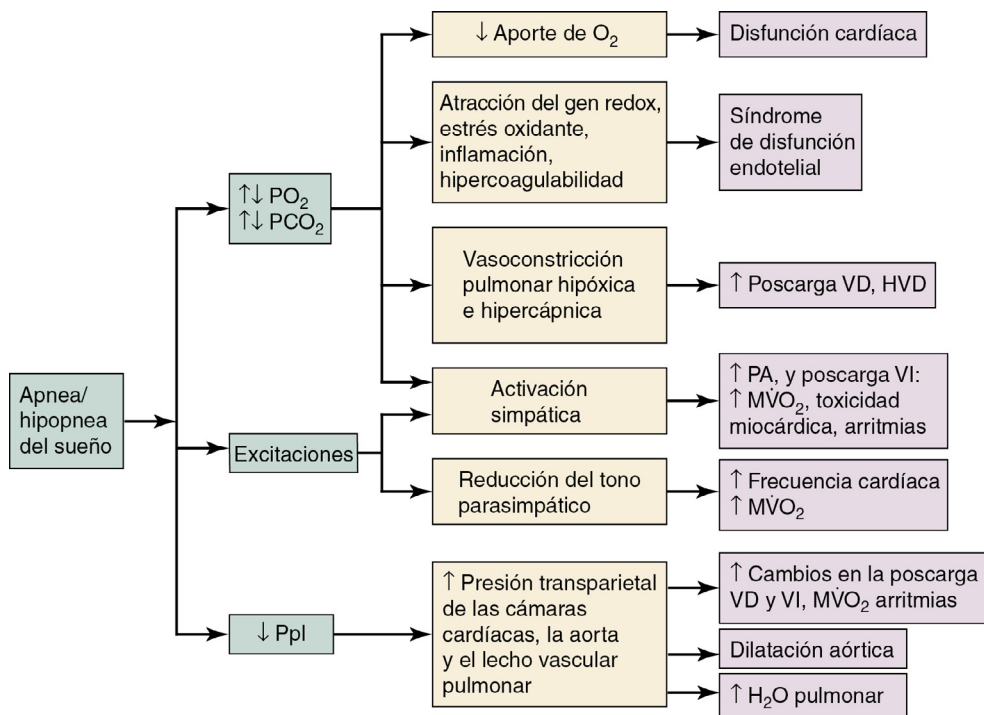 Apnea/
hipopnea
del sueño
↑↓ PO₂
↑↓ PCO₂
Excitaciones
↓ Ppl
↓ Aporte de O₂
Atracción del gen redox,
estrés oxidante,
inflamación,
hipercoagulabilidad
Vasoconstricción
pulmonar hipóxica
e hipercápnica
Activación
simpática
Reducción del tono
parasimpático
↑ Presión transparietal
de las cámaras
cardíacas, la aorta
y el lecho vascular
pulmonar
Disfunción cardíaca
Síndrome
de disfunción
endotelial
↑ Poscarga VD, HVD
↑ PA, y poscarga VI:
↑ MV̇O₂, toxicidad
miocárdica, arritmias
↑ Frecuencia cardíaca
↑ MV̇O₂
↑ Cambios en la poscarga
VD y VI, MV̇O₂ arritmias
Dilatación aórtica
↑ H₂O pulmonar